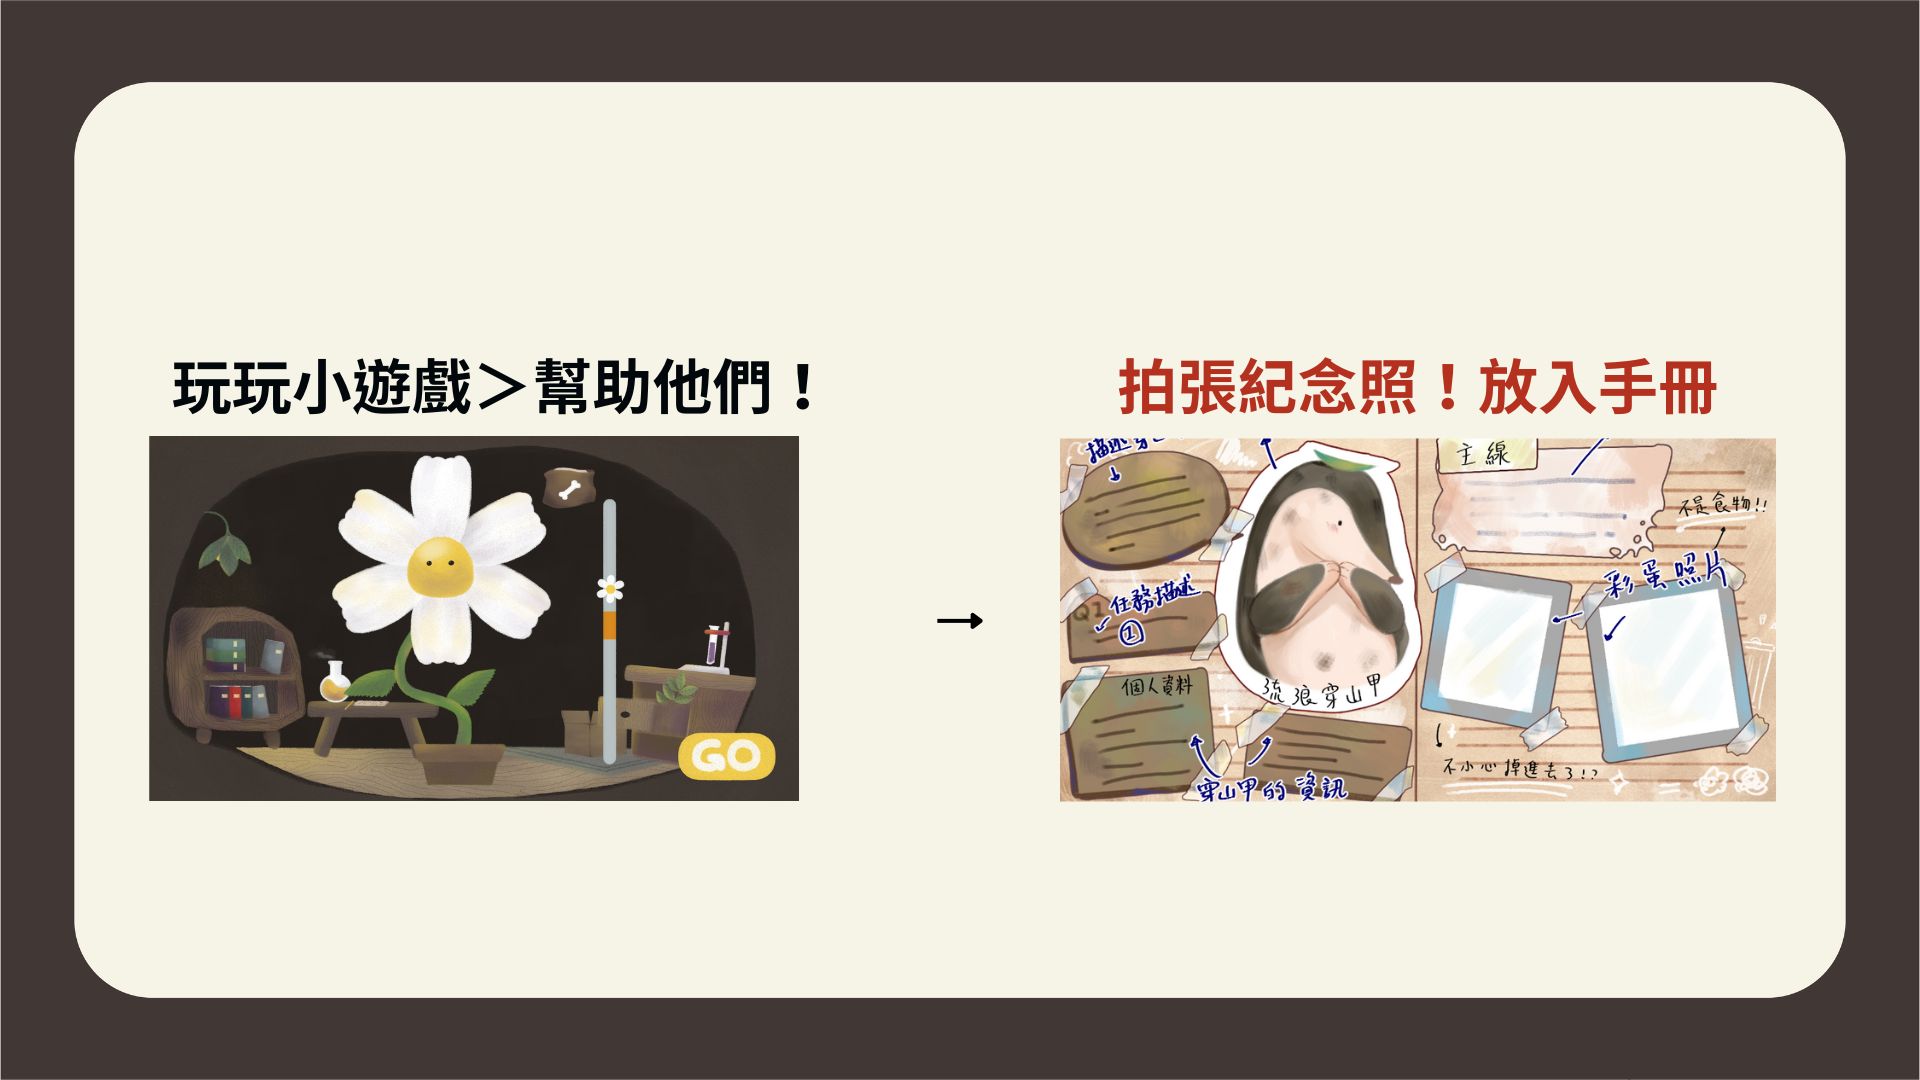 玩玩小遊戲＞幫助他們！
GO
拍張紀念照！放入手冊
主線
不是食物!!
彩蛋照片
Q1
任務描述
①
個人資料
流浪穿山甲
不小心掉進去了!?
穿山甲的資訊